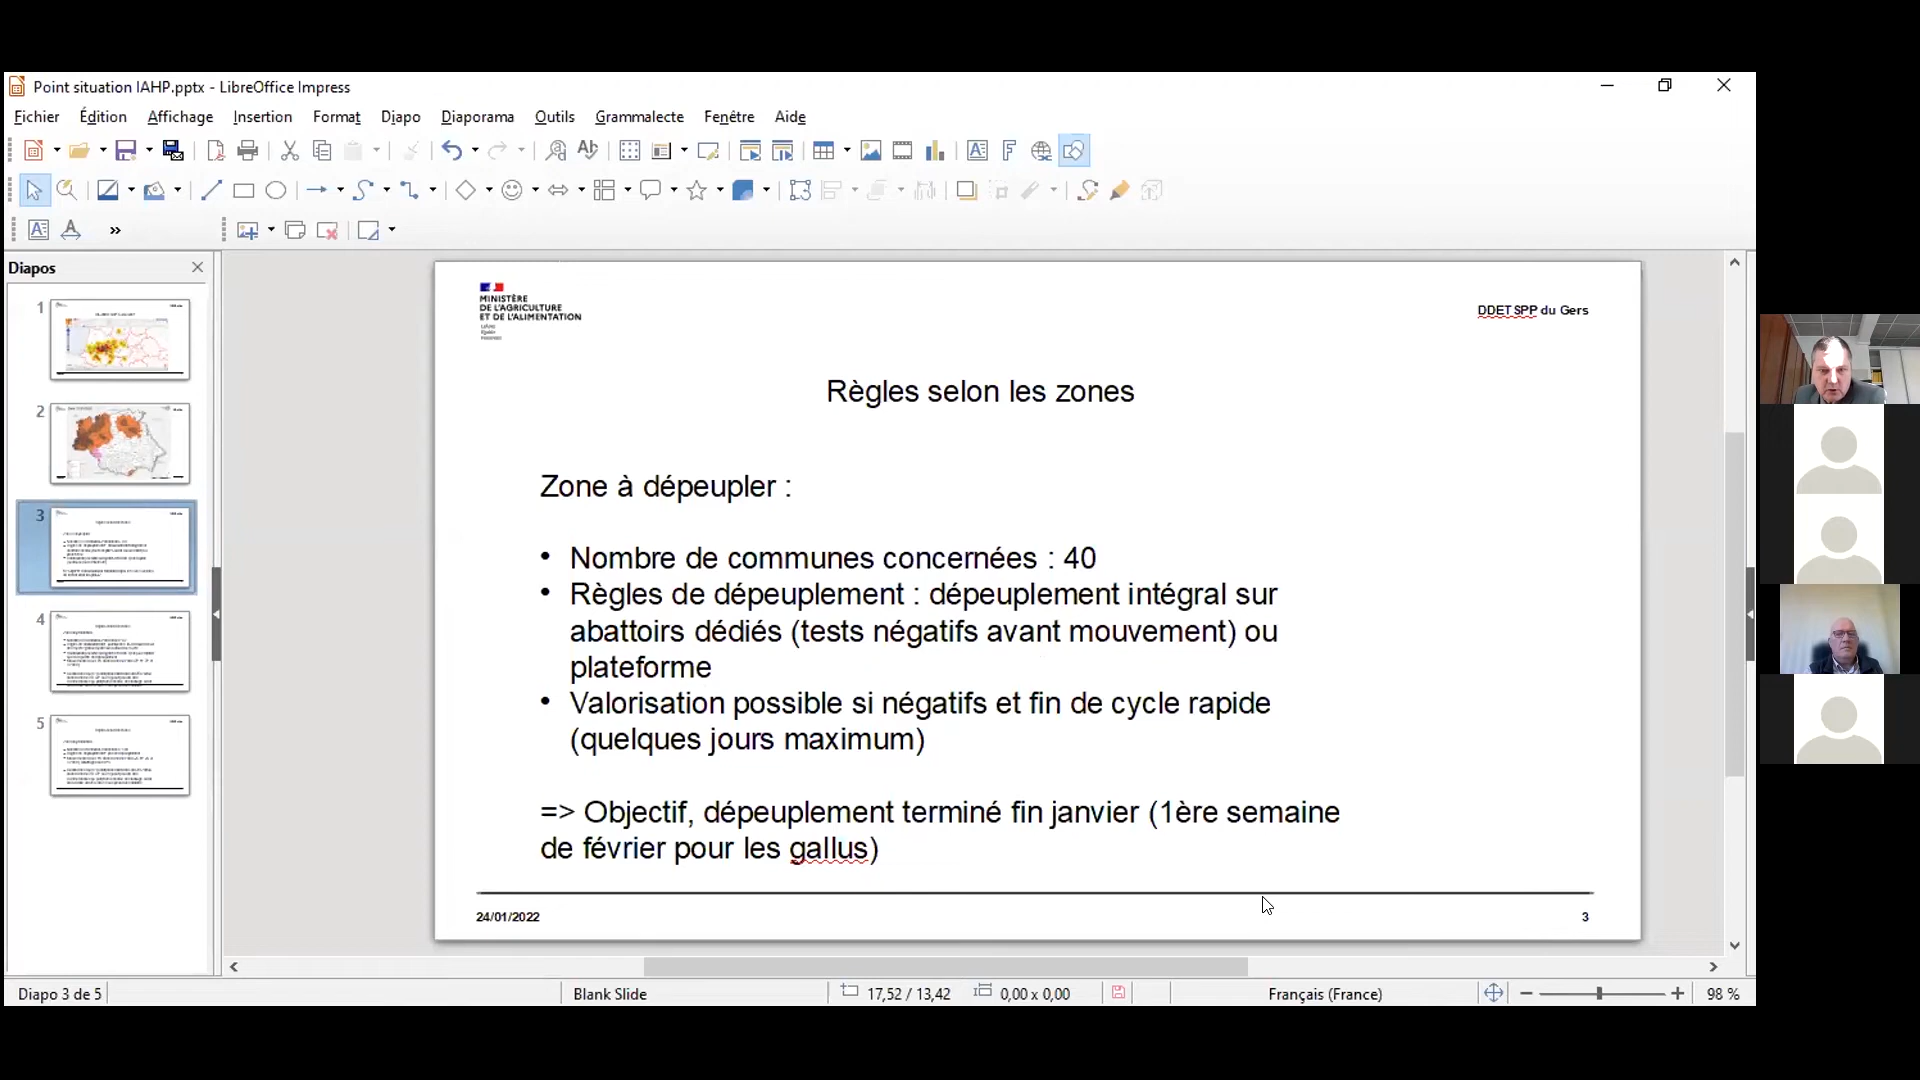 Point situation IAHP.pptx - LibreOffice Impress
Fichier Édition Affichage Insertion Format Diapo Diaporama Outils Grammalecte Fenêtre Aide
Diapos
1
2
3
4
5
MINISTÈRE
DE L'AGRICULTURE
ET DE L'ALIMENTATION
DDETSPP du Gers
Règles selon les zones
Zone à dépeupler :
• Nombre de communes concernées : 40
• Règles de dépeuplement : dépeuplement intégral sur
abattoirs dédiés (tests négatifs avant mouvement) ou
plateforme
• Valorisation possible si négatifs et fin de cycle rapide
(quelques jours maximum)
=> Objectif, dépeuplement terminé fin janvier (1ère semaine
de février pour les gallus)
24/01/2022
3
Diapo 3 de 5
Blank Slide
17,52 / 13,42
0,00 x 0,00
Français (France)
98 %